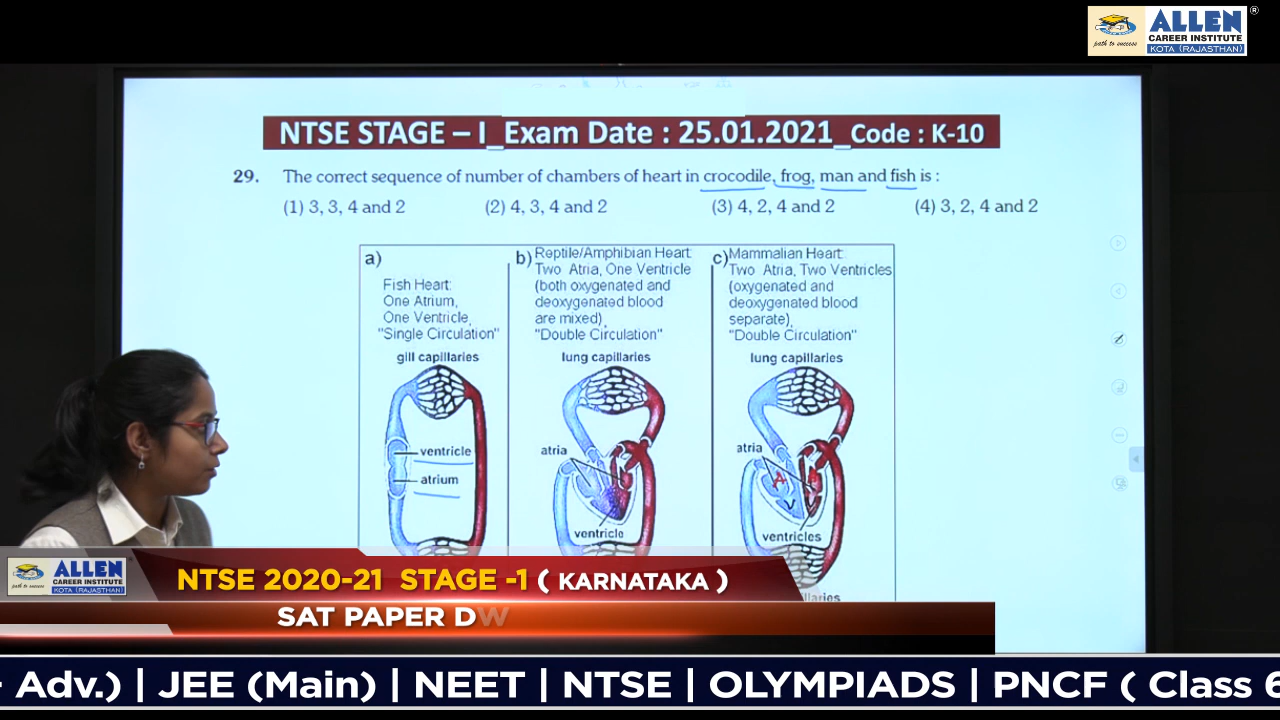 ALLEN
CAREER INSTITUTE
KOTA (RAJASTHAN)
path to success
®
NTSE STAGE – I_Exam Date : 25.01.2021_Code : K-10
29. The correct sequence of number of chambers of heart in crocodile, frog, man and fish is :
(1) 3, 3, 4 and 2 (2) 4, 3, 4 and 2 (3) 4, 2, 4 and 2 (4) 3, 2, 4 and 2
a)
Fish Heart:
One Atrium,
One Ventricle,
"Single Circulation"
gill capillaries
ventricle
atrium
b) Reptile/Amphibian Heart:
Two Atria, One Ventricle
(both oxygenated and
deoxygenated blood
are mixed),
"Double Circulation"
lung capillaries
atria
ventricle
c) Mammalian Heart:
Two Atria, Two Ventricles
(oxygenated and
deoxygenated blood
separate),
"Double Circulation"
lung capillaries
atria
A
V
ventricles
ALLEN
CAREER INSTITUTE
KOTA (RAJASTHAN)
path to success
NTSE 2020-21 STAGE -1 ( KARNATAKA )
SAT PAPER DW
Adv.) | JEE (Main) | NEET | NTSE | OLYMPIADS | PNCF ( Class 6